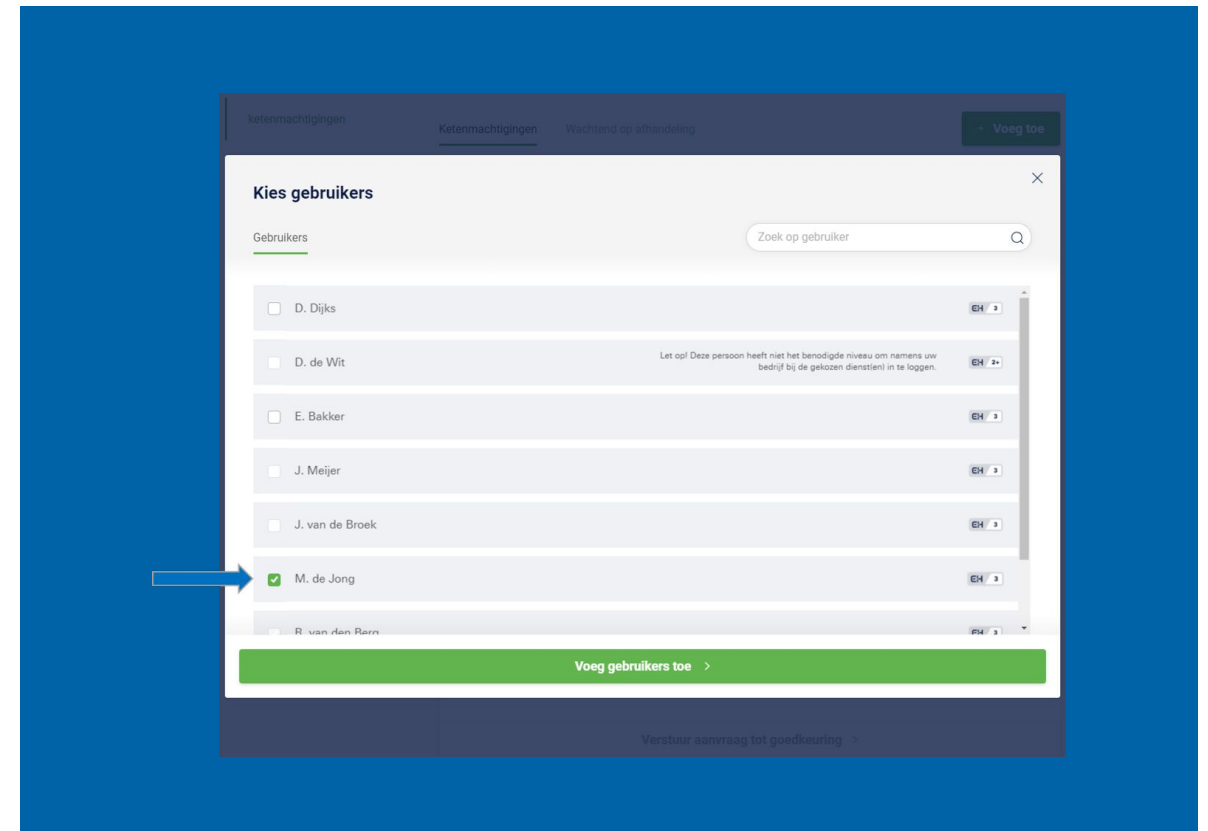 ketenmachtigingen
Ketenmachtigingen Wachtend op afhandeling + Voeg toe
Kies gebruikers
Gebruikers Zoek op gebruiker
D. Dijks EH 3
D. de Wit Let op! Deze persoon heeft niet het benodigde niveau om namens uw
bedrijf bij de gekozen dienst(en) in te loggen. EH 2+
E. Bakker EH 3
J. Meijer EH 3
J. van de Broek EH 3
M. de Jong EH 3
R. van den Berg EH 3
Voeg gebruikers toe >
Verstuur aanvraag tot goedkeuring >